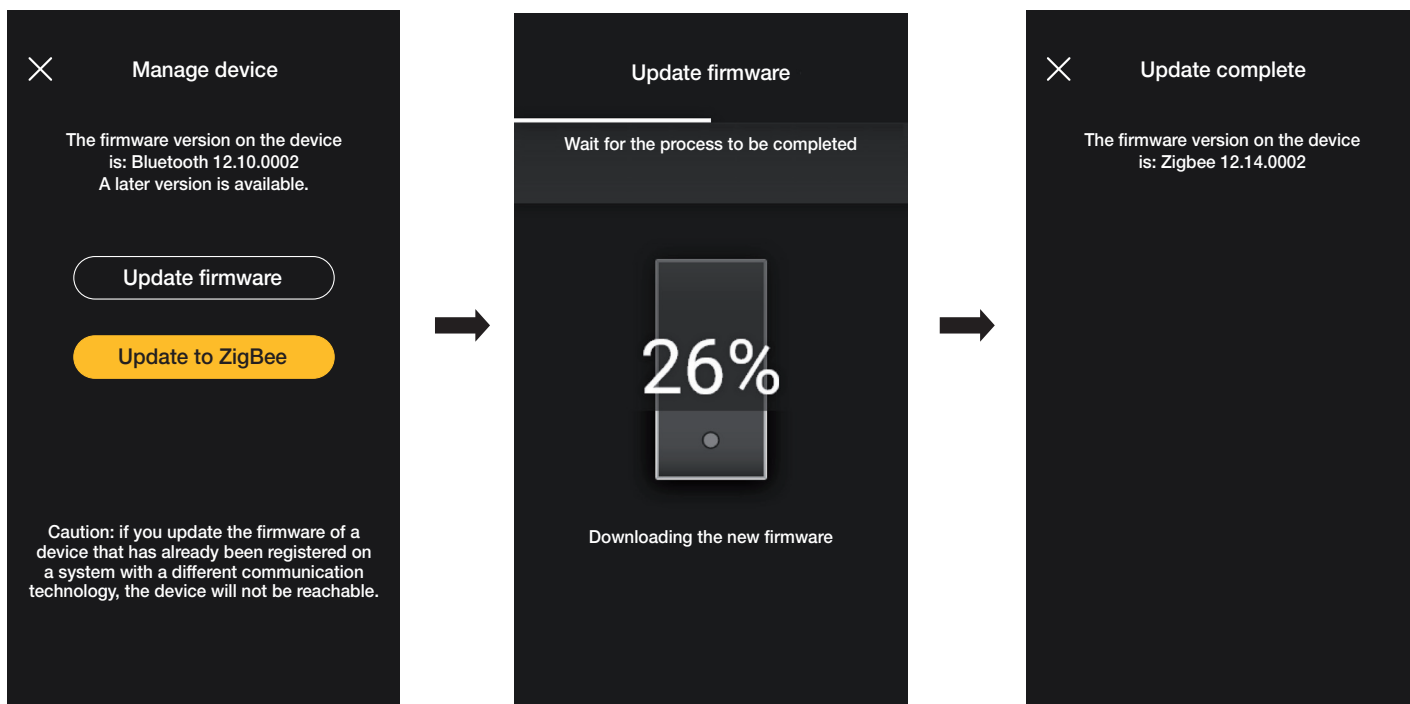 Manage device
The firmware version on the device
is: Bluetooth 12.10.0002
A later version is available.
Update firmware
Update to ZigBee
Caution: if you update the firmware of a
device that has already been registered on
a system with a different communication
technology, the device will not be reachable.
Update firmware
Wait for the process to be completed
26%
Downloading the new firmware
Update complete
The firmware version on the device
is: Zigbee 12.14.0002